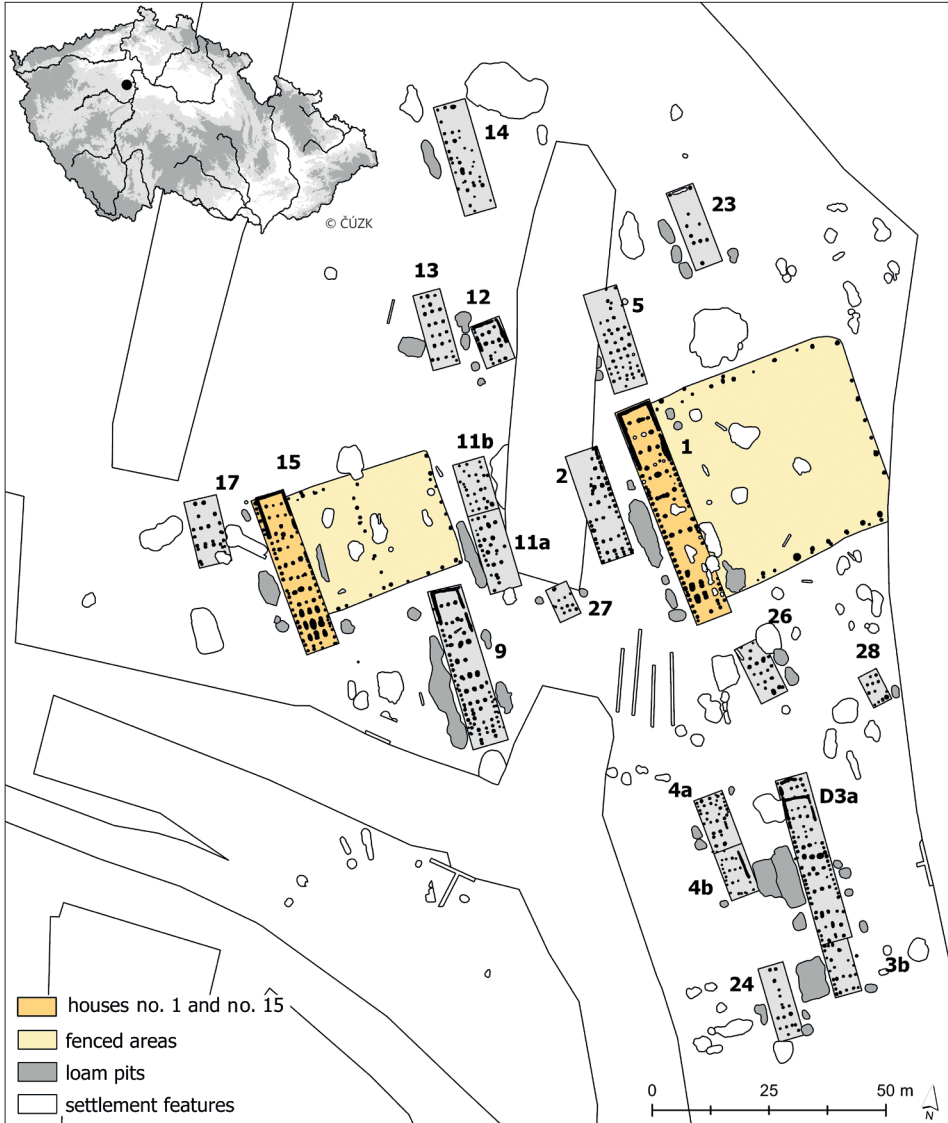 © ČÚZK
14
23
13
12
5
1
11b
15
2
17
11a
27
26
9
28
4a
D3a
4b
3b
24
houses no. 1 and no. 15
fenced areas
loam pits
settlement features
0 25 50 m
N